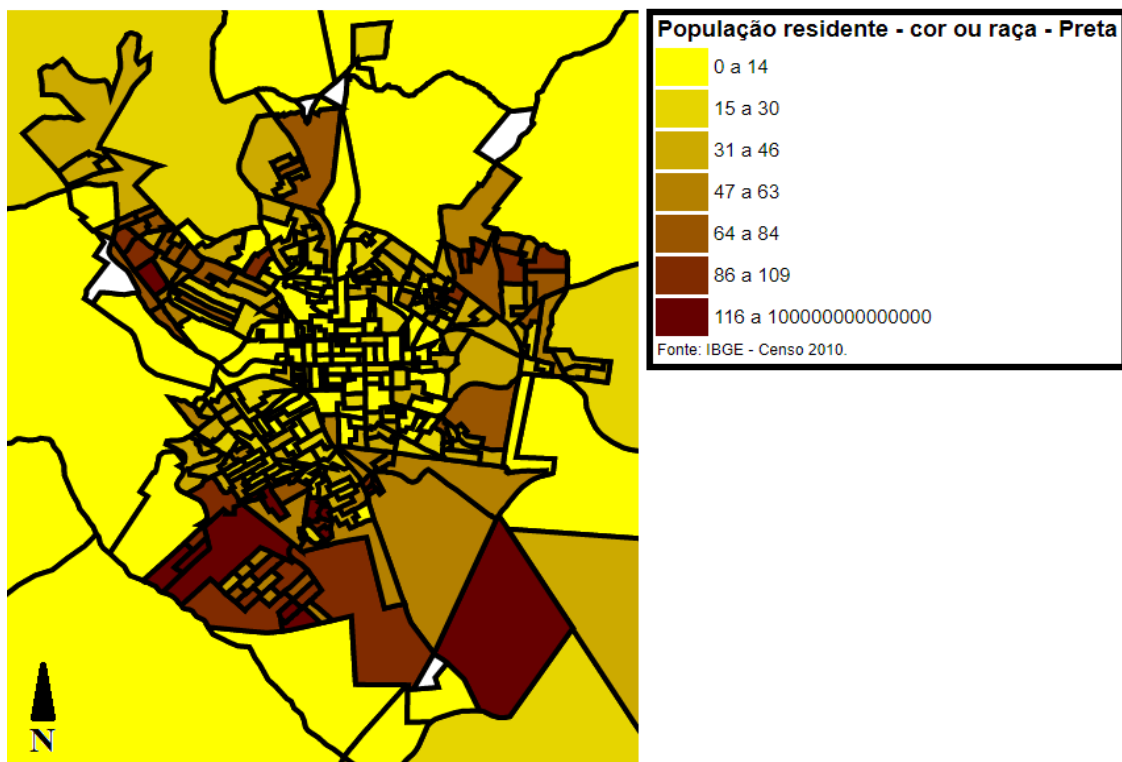 População residente - cor ou raça - Preta
0 a 14
15 a 30
31 a 46
47 a 63
64 a 84
86 a 109
116 a 100000000000000
Fonte: IBGE - Censo 2010.
N